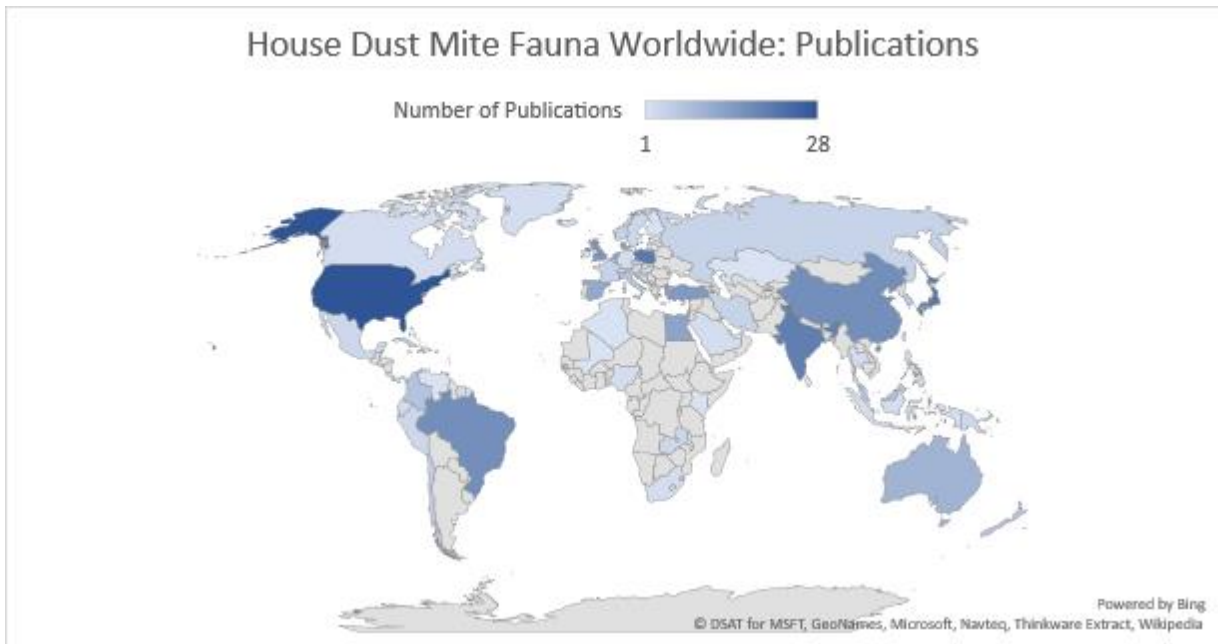 House Dust Mite Fauna Worldwide: Publications
Number of Publications
1 28
Powered by Bing
© DSAT for MSFT, GeoNames, Microsoft, Navteq, Thinkware Extract, Wikipedia